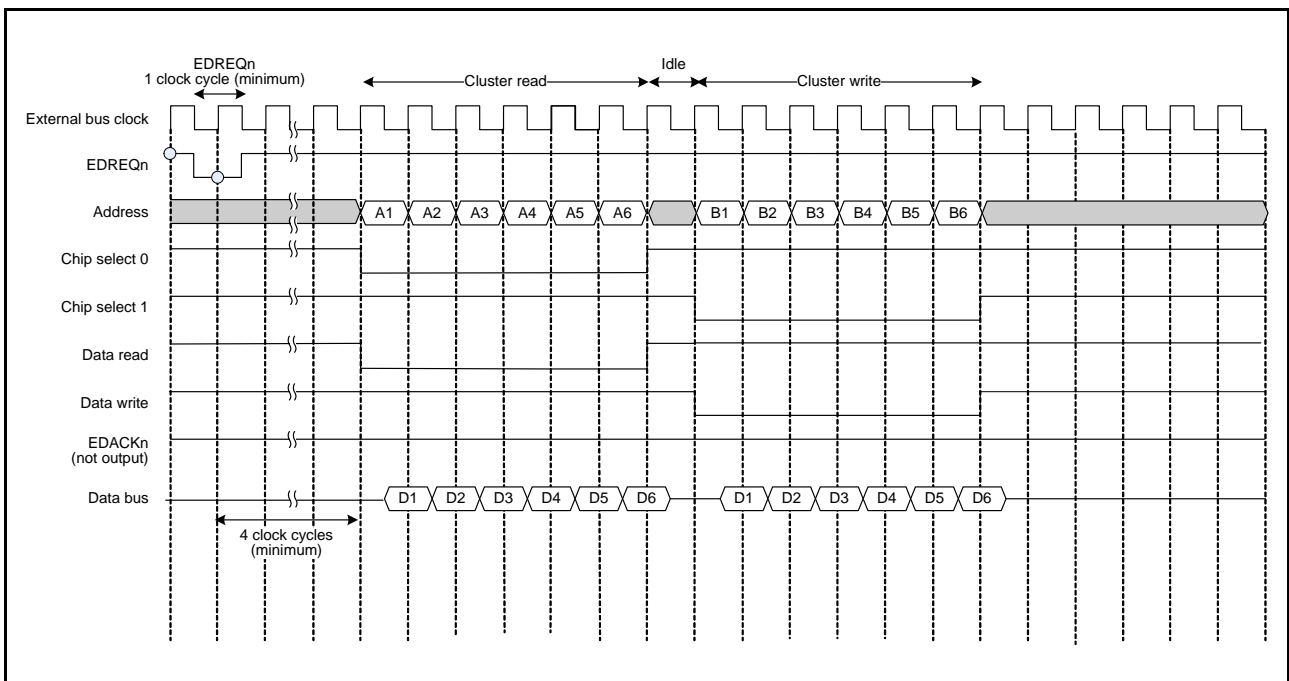 EDREQn
1 clock cycle (minimum)
Idle
Cluster read
Cluster write
External bus clock
EDREQn
Address
A1 A2 A3 A4 A5 A6 B1 B2 B3 B4 B5 B6
Chip select 0
Chip select 1
Data read
Data write
EDACKn
(not output)
Data bus
D1 D2 D3 D4 D5 D6 D1 D2 D3 D4 D5 D6
4 clock cycles
(minimum)